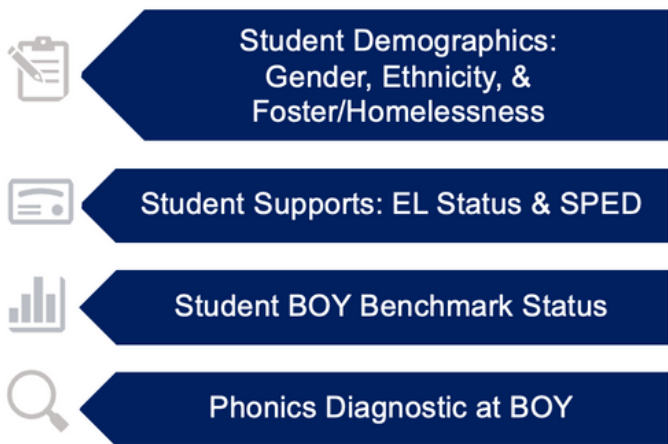 Student Demographics:
Gender, Ethnicity, &
Foster/Homelessness
Student Supports: EL Status & SPED
Student BOY Benchmark Status
Phonics Diagnostic at BOY